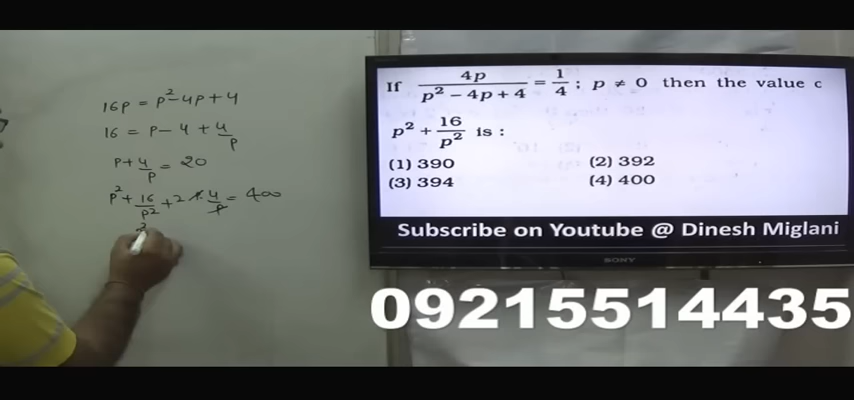 16p = p² - 4p + 4
16 = p - 4 + 4/p
p + 4/p = 20
p² + 16/p² + 2 · p · 4/p = 400
If 4p/(p² - 4p + 4) = 1/4 ; p ≠ 0 then the value
p² + 16/p² is :
(1) 390 (2) 392
(3) 394 (4) 400
Subscribe on Youtube @ Dinesh Miglani
SONY
09215514435